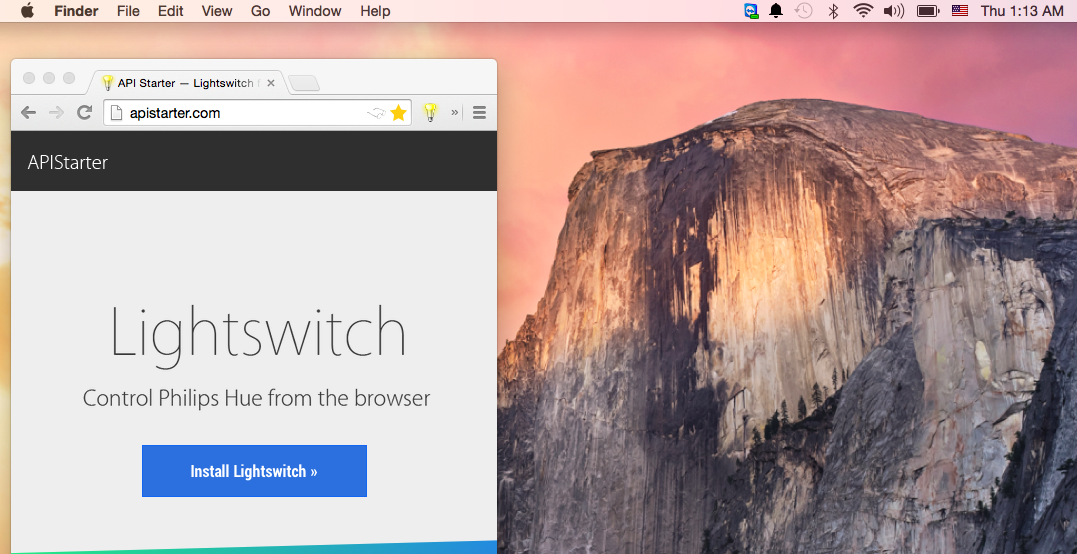 Finder File Edit View Go Window Help Thu 1:13 AM
API Starter — Lightswitch
apistarter.com
APIStarter
Lightswitch
Control Philips Hue from the browser
Install Lightswitch »